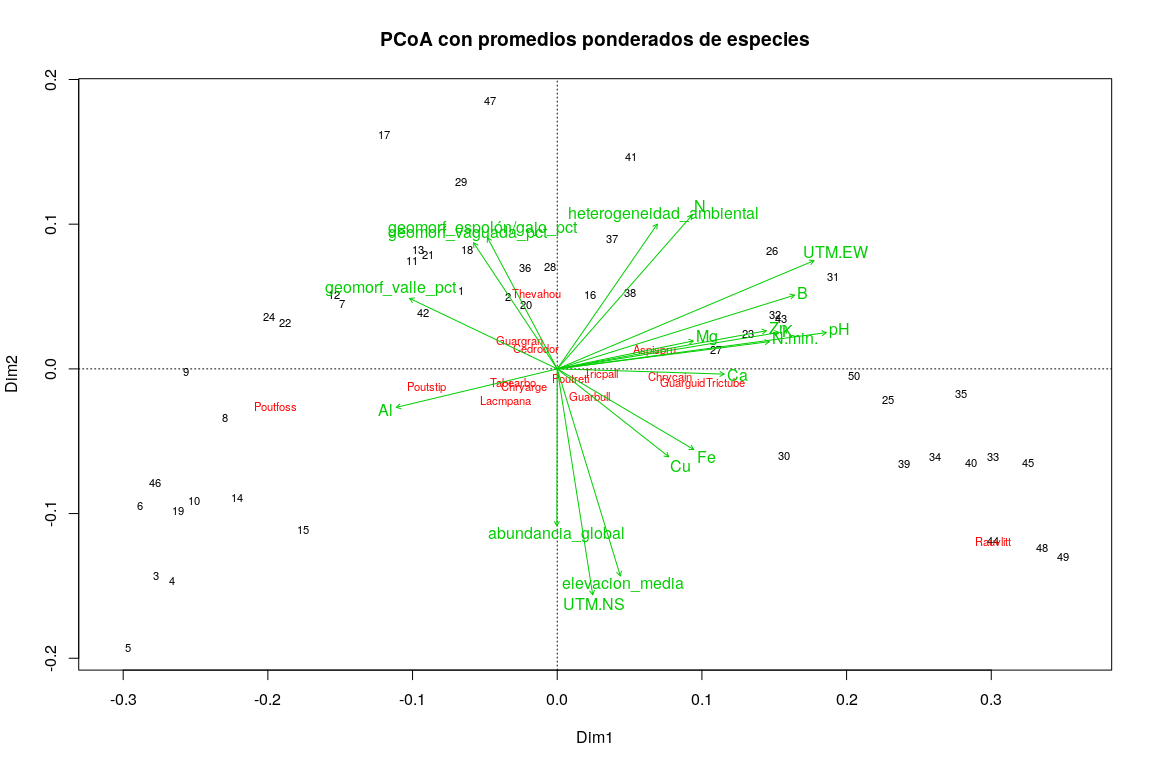 PCoA con promedios ponderados de especies
0.2
47
17
41
29
N
heterogeneidad_ambiental
0.1
geomorf_espolón/gajo_pct
geomorf_vaguada_pct
37
13
18
26
UTM.EW
11
21
36
28
31
geomorf_valle_pct
1
Thevahou
38
B
12
2
16
7
20
24
22
42
32
43
Zn
K
pH
23
Mg
N.min.
Guargran
Cedrodor
Aspispru
27
Dim2
0.0
9
Tricpall
Ca
50
Poutreti
Chrycain
Poutstip
Tabearbo
Chryarge
GuarguidTrictube
8
Poutfoss
Lacmpana
Guarbull
25
35
Al
Fe
Cu
30
39
34
40
33
45
46
6
10
14
19
-0.1
15
abundancia_global
44
48
49
3
4
elevacion_media
UTM.NS
5
-0.2
-0.3
-0.2
-0.1
0.0
0.1
0.2
0.3
Dim1